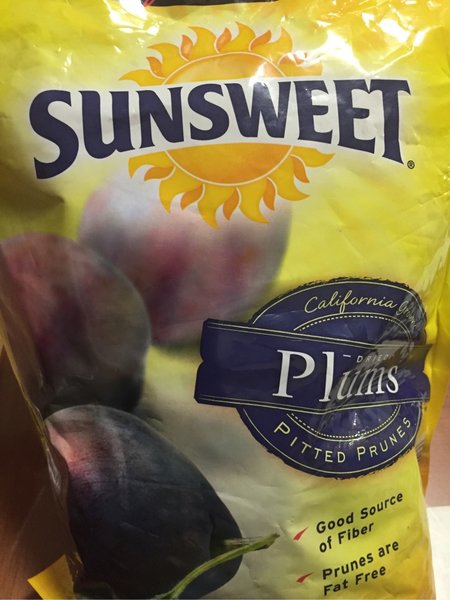 SUNSWEET®
California
DRIED
Plums
PITTED PRUNES
Good Source
of Fiber
Prunes are
Fat Free